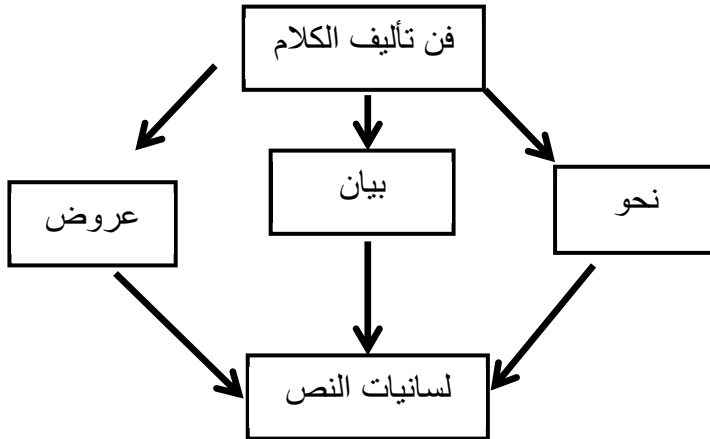 فن تأليف الكلام
نحو
بيان
عروض
لسانيات النص